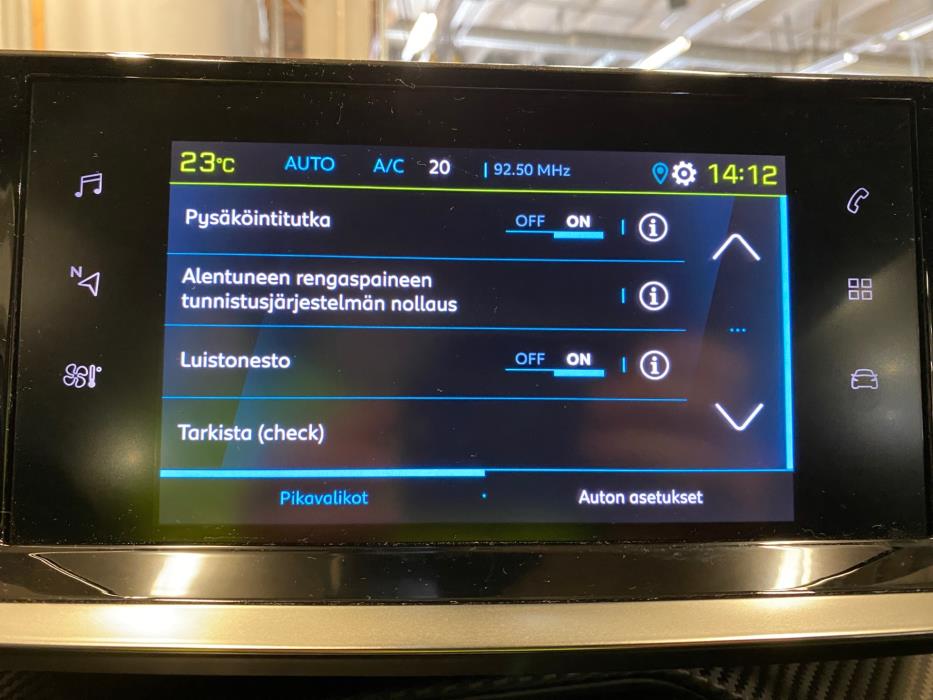 23°C AUTO A/C 20 92.50 MHz 14:12
Pysäköintitutka OFF ON
Alentuneen rengaspaineen
tunnistusjärjestelmän nollaus
Luistonesto OFF ON
Tarkista (check)
Pikavalikot Auton asetukset
N